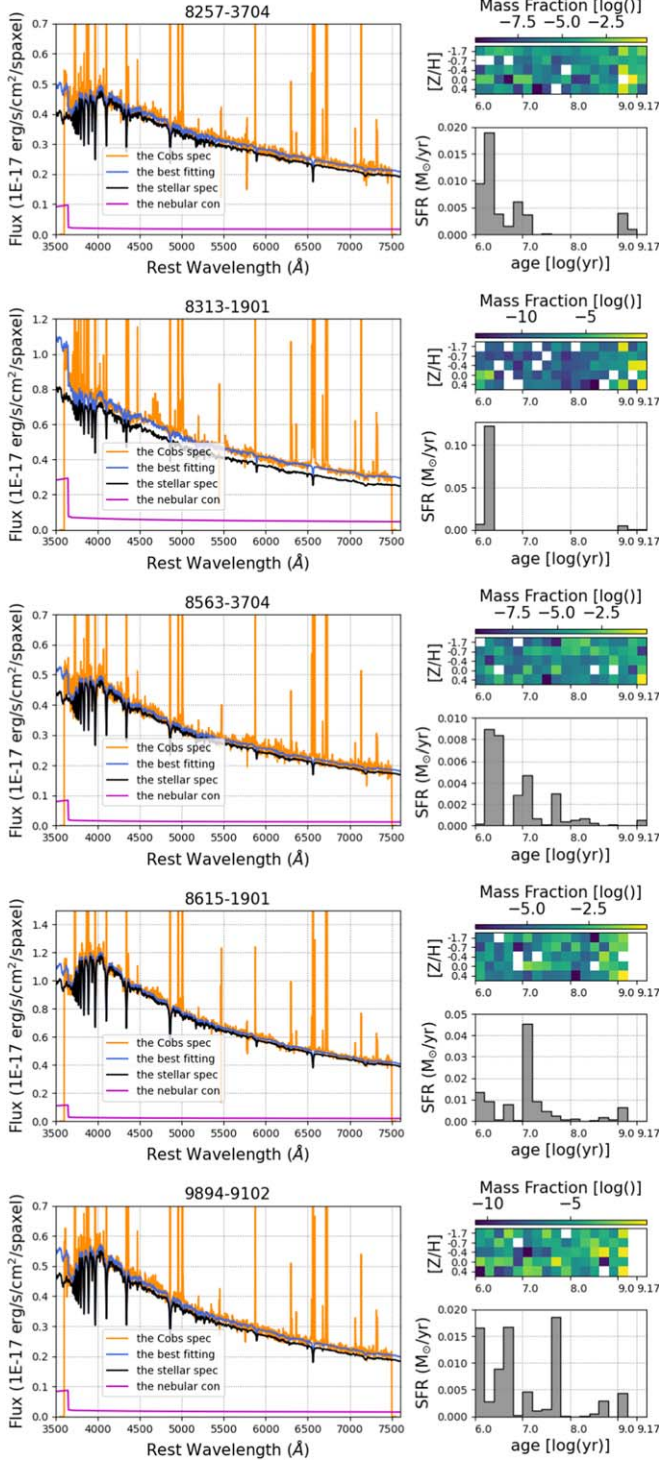 8257-3704
Flux (1E-17 erg/s/cm²/spaxel)
0.7
0.6
0.5
0.4
0.3
0.2
0.1
0.0
the Cobs spec
the best fitting
the stellar spec
the nebular con
3500 4000 4500 5000 5500 6000 6500 7000 7500
Rest Wavelength (Å)
Mass Fraction [log()]
−7.5 −5.0 −2.5
[Z/H]
-1.7
-0.7
-0.4
0.0
0.4
6.0 7.0 8.0 9.0 9.17
SFR (M⊙/yr)
0.020
0.015
0.010
0.005
0.000
6.0 7.0 8.0 9.0 9.17
age [log(yr)]
8313-1901
Flux (1E-17 erg/s/cm²/spaxel)
1.2
1.0
0.8
0.6
0.4
0.2
0.0
the Cobs spec
the best fitting
the stellar spec
the nebular con
3500 4000 4500 5000 5500 6000 6500 7000 7500
Rest Wavelength (Å)
Mass Fraction [log()]
−10 −5
[Z/H]
-1.7
-0.7
-0.4
0.0
0.4
6.0 7.0 8.0 9.0 9.17
SFR (M⊙/yr)
0.10
0.05
0.00
6.0 7.0 8.0 9.0 9.17
age [log(yr)]
8563-3704
Flux (1E-17 erg/s/cm²/spaxel)
0.7
0.6
0.5
0.4
0.3
0.2
0.1
0.0
the Cobs spec
the best fitting
the stellar spec
the nebular con
3500 4000 4500 5000 5500 6000 6500 7000 7500
Rest Wavelength (Å)
Mass Fraction [log()]
−7.5 −5.0 −2.5
[Z/H]
-1.7
-0.7
-0.4
0.0
0.4
6.0 7.0 8.0 9.0 9.17
SFR (M⊙/yr)
0.010
0.008
0.006
0.004
0.002
0.000
6.0 7.0 8.0 9.0 9.17
age [log(yr)]
8615-1901
Flux (1E-17 erg/s/cm²/spaxel)
1.4
1.2
1.0
0.8
0.6
0.4
0.2
0.0
the Cobs spec
the best fitting
the stellar spec
the nebular con
3500 4000 4500 5000 5500 6000 6500 7000 7500
Rest Wavelength (Å)
Mass Fraction [log()]
−5.0 −2.5
[Z/H]
-1.7
-0.7
-0.4
0.0
0.4
6.0 7.0 8.0 9.0 9.17
SFR (M⊙/yr)
0.05
0.04
0.03
0.02
0.01
0.00
6.0 7.0 8.0 9.0 9.17
age [log(yr)]
9894-9102
Flux (1E-17 erg/s/cm²/spaxel)
0.7
0.6
0.5
0.4
0.3
0.2
0.1
0.0
the Cobs spec
the best fitting
the stellar spec
the nebular con
3500 4000 4500 5000 5500 6000 6500 7000 7500
Rest Wavelength (Å)
Mass Fraction [log()]
−10 −5
[Z/H]
-1.7
-0.7
-0.4
0.0
0.4
6.0 7.0 8.0 9.0 9.17
SFR (M⊙/yr)
0.020
0.015
0.010
0.005
0.000
6.0 7.0 8.0 9.0 9.17
age [log(yr)]